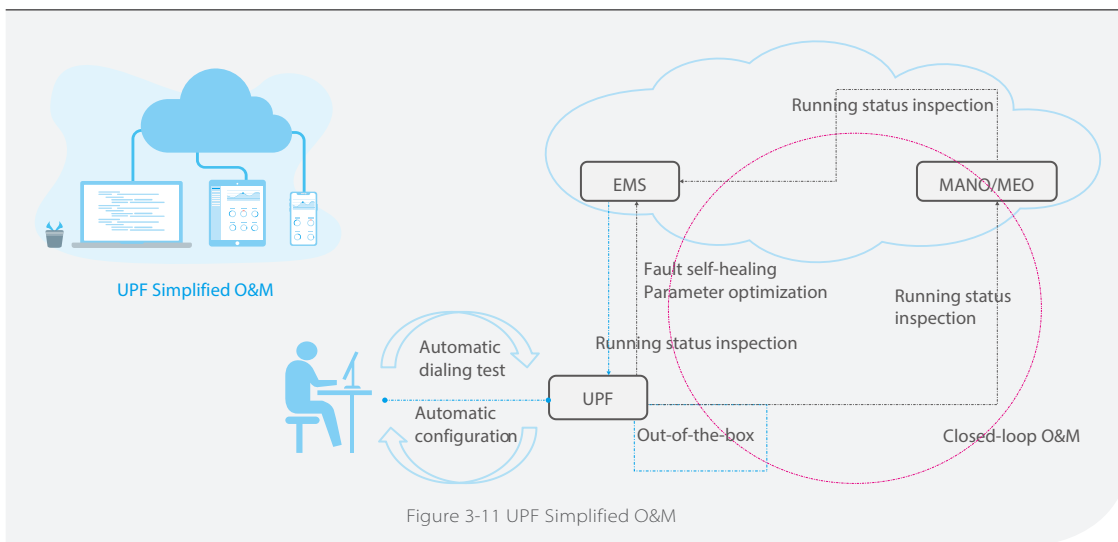 Running status inspection
EMS
MANO/MEO
UPF Simplified O&M
Fault self-healing
Parameter optimization
Running status
inspection
Automatic
dialing test
Running status inspection
UPF
Automatic
configuration
Out-of-the-box
Closed-loop O&M
Figure 3-11 UPF Simplified O&M